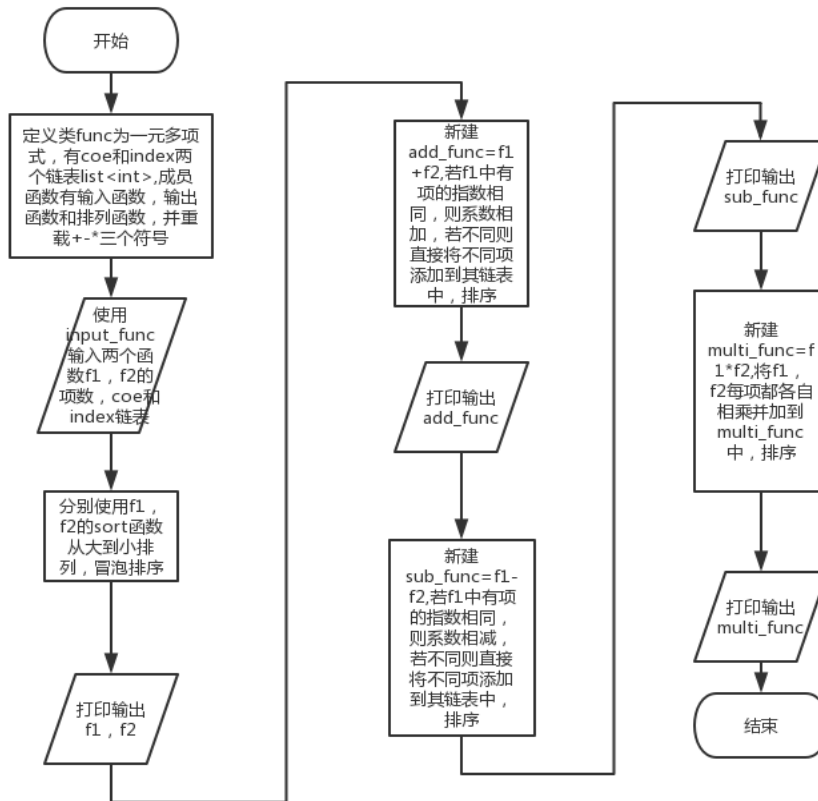 开始
定义类func为一元多项
式，有coe和index两
个链表list<int>,成员
函数有输入函数，输出
函数和排列函数，并重
载+-*三个符号
使用
input_func
输入两个函
数f1，f2的
项数，coe和
index链表
分别使用f1，
f2的sort函数
从大到小排
列，冒泡排序
打印输出
f1，f2
新建
add_func=f1
+f2,若f1中有
项的指数相
同，则系数相
加，若不同则
直接将不同项
添加到其链表
中，排序
打印输出
add_func
新建
sub_func=f1-
f2,若f1中有项
的指数相同，
则系数相减，
若不同则直接
将不同项添加
到其链表中，
排序
打印输出
sub_func
新建
multi_func=f
1*f2,将f1，
f2每项都各自
相乘并加到
multi_func
中，排序
打印输出
multi_func
结束